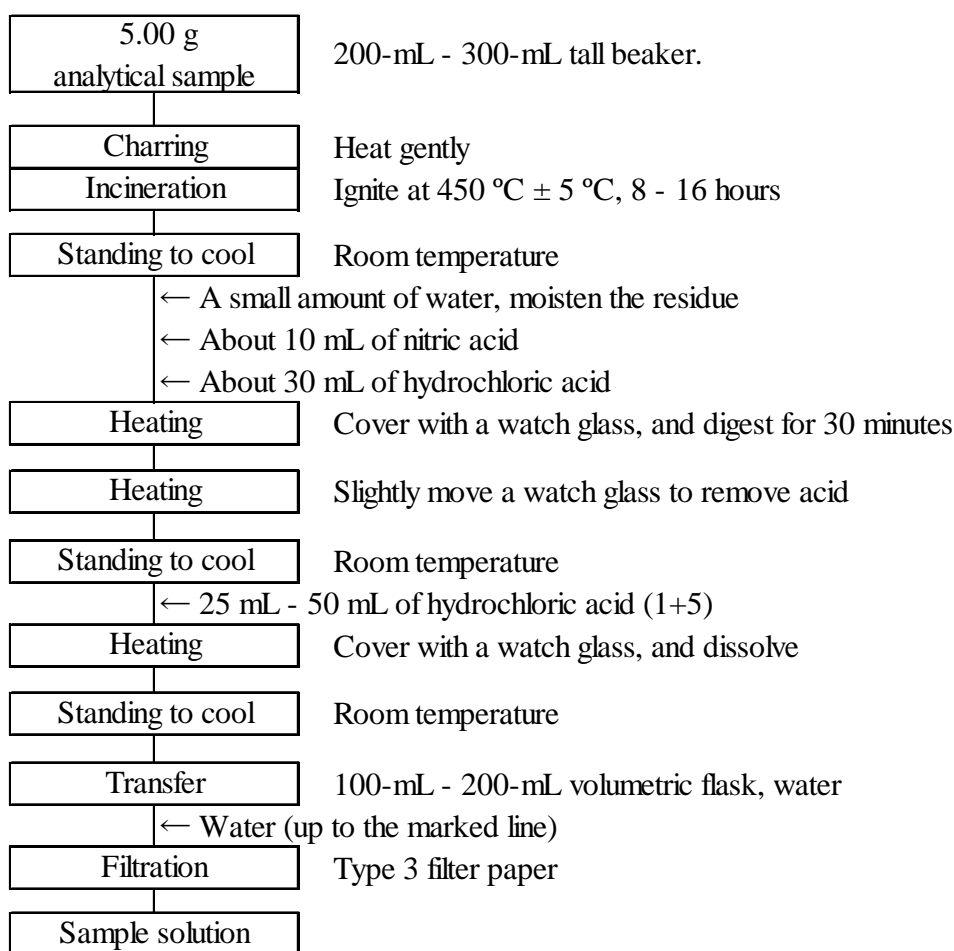 5.00 g
analytical sample
200-mL - 300-mL tall beaker.
Charring
Heat gently
Incineration
Ignite at 450 ºC ± 5 ºC, 8 - 16 hours
Standing to cool
Room temperature
← A small amount of water, moisten the residue
← About 10 mL of nitric acid
← About 30 mL of hydrochloric acid
Heating
Cover with a watch glass, and digest for 30 minutes
Heating
Slightly move a watch glass to remove acid
Standing to cool
Room temperature
← 25 mL - 50 mL of hydrochloric acid (1+5)
Heating
Cover with a watch glass, and dissolve
Standing to cool
Room temperature
Transfer
100-mL - 200-mL volumetric flask, water
← Water (up to the marked line)
Filtration
Type 3 filter paper
Sample solution